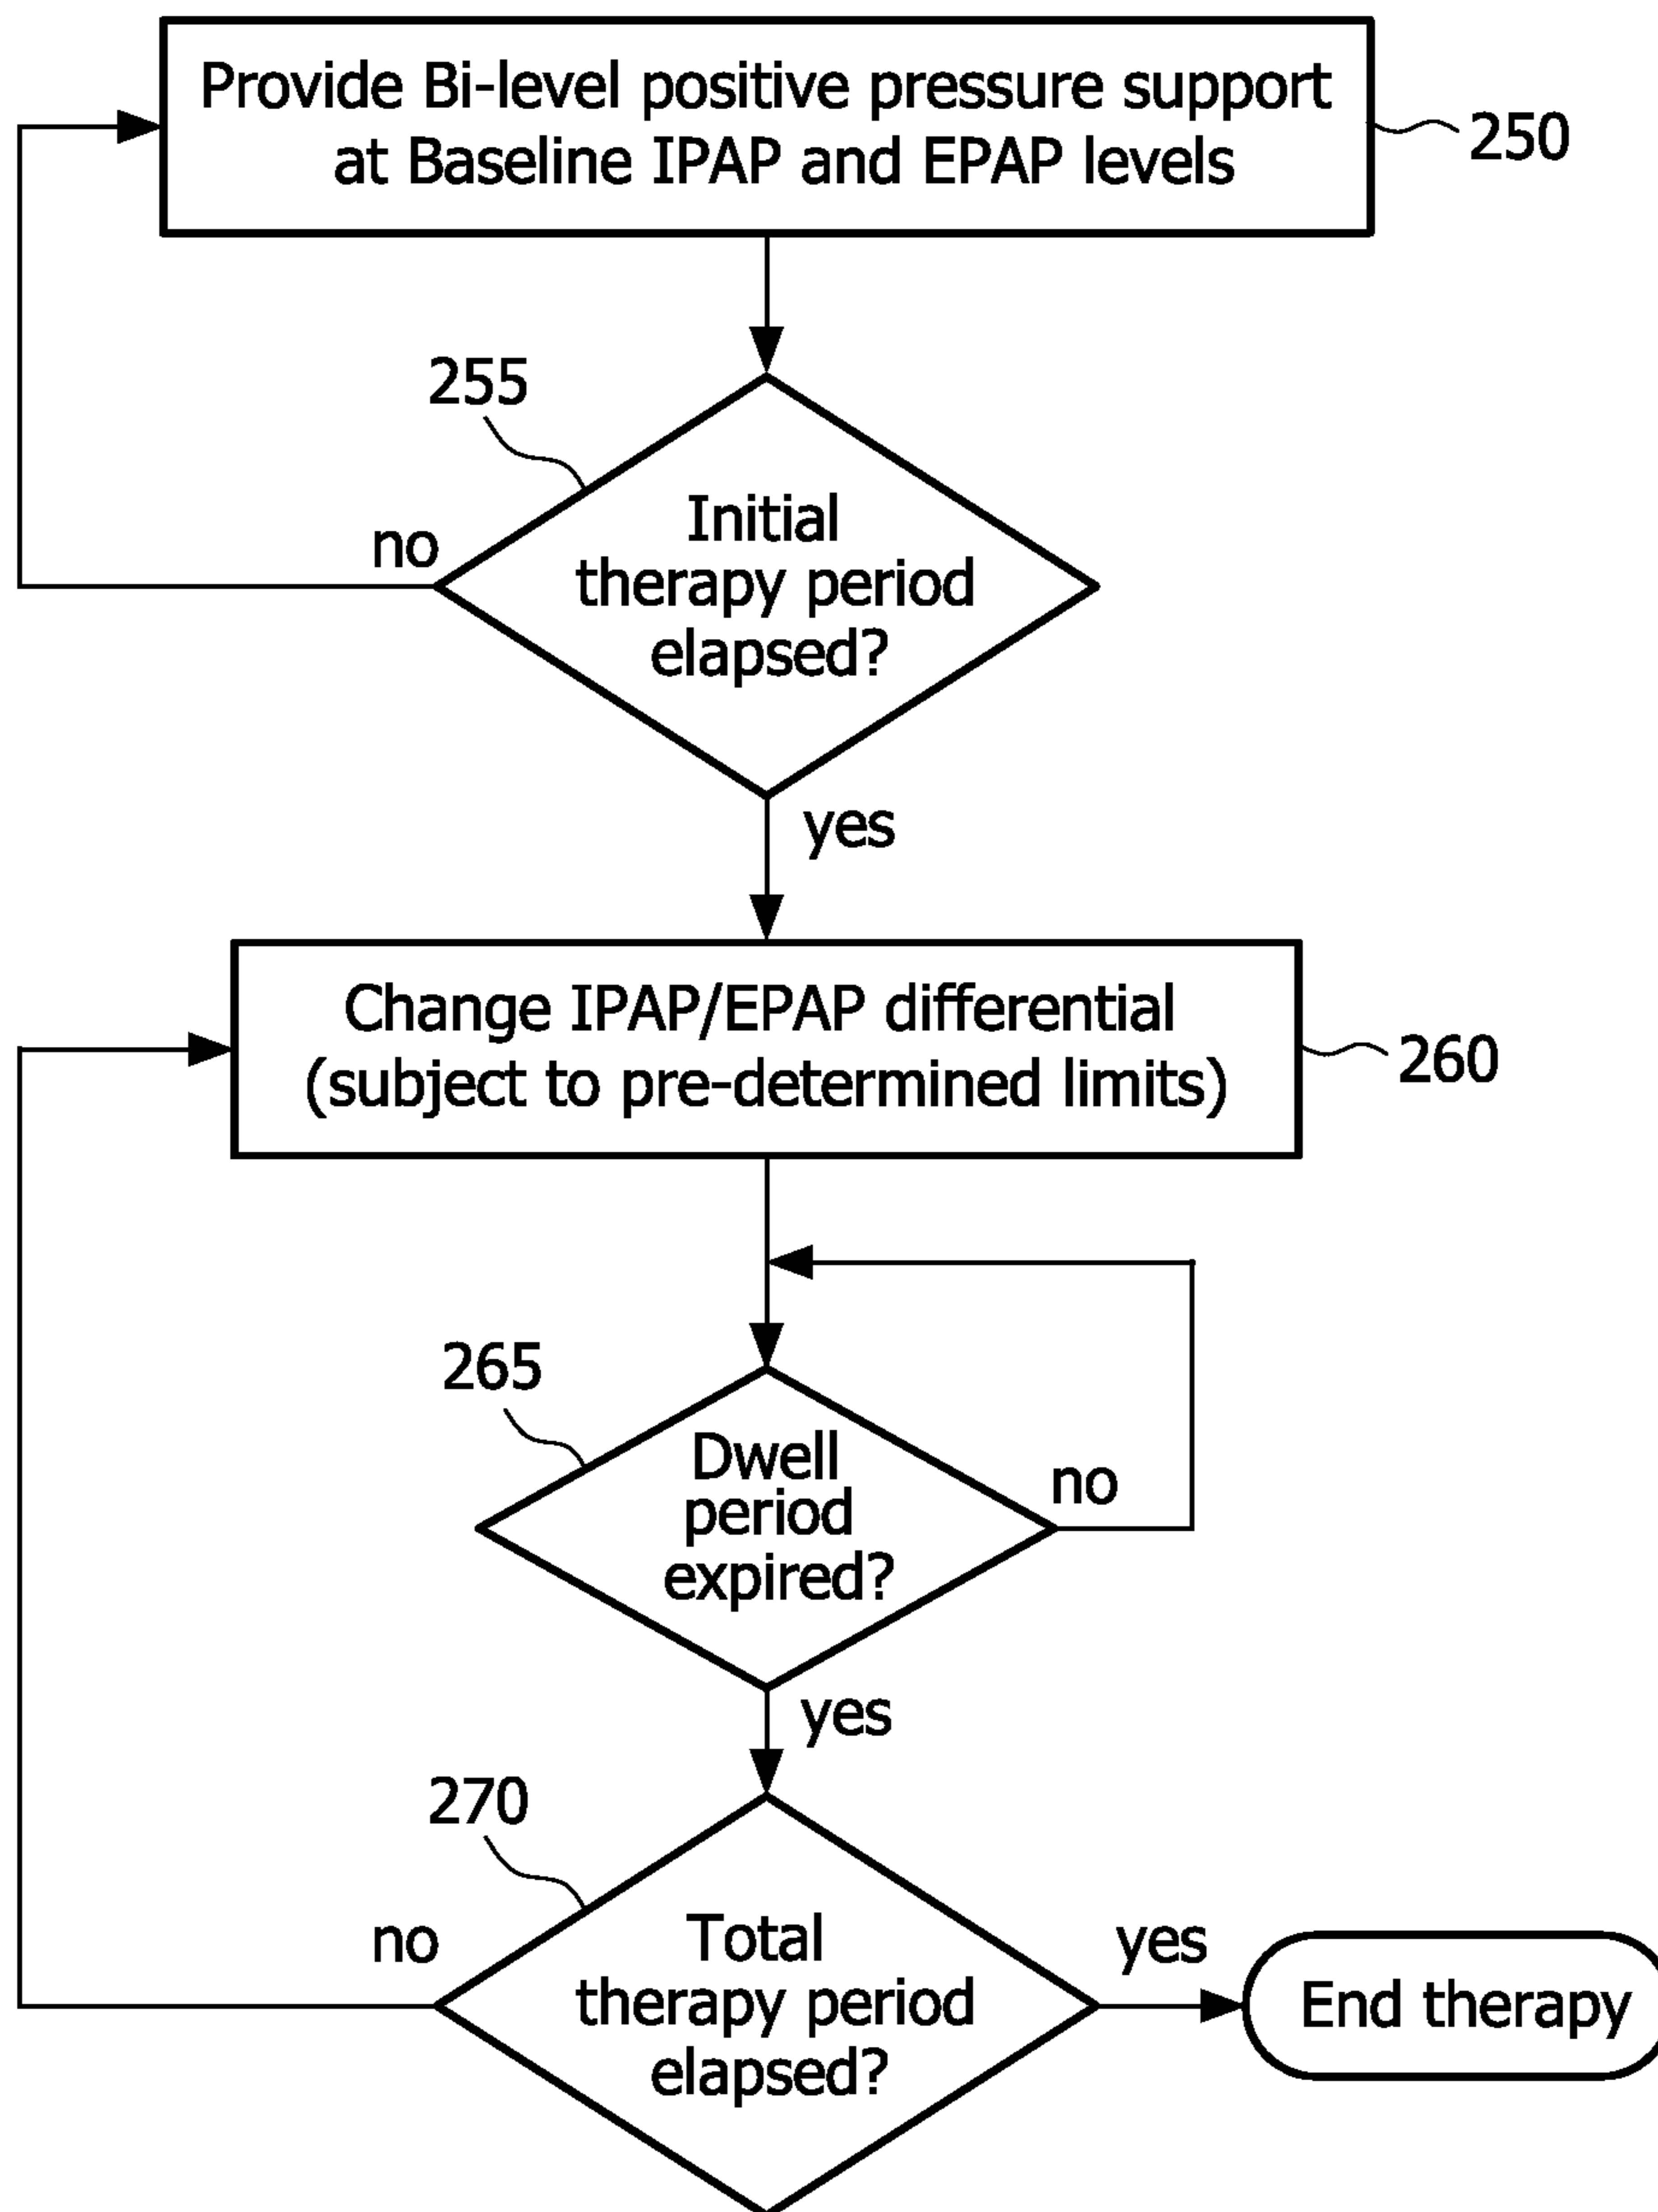 Provide Bi-level positive pressure support
at Baseline IPAP and EPAP levels
250
255
Initial
therapy period
elapsed?
no
yes
Change IPAP/EPAP differential
(subject to pre-determined limits)
260
265
Dwell
period
expired?
no
yes
270
Total
therapy period
elapsed?
no
yes
End therapy